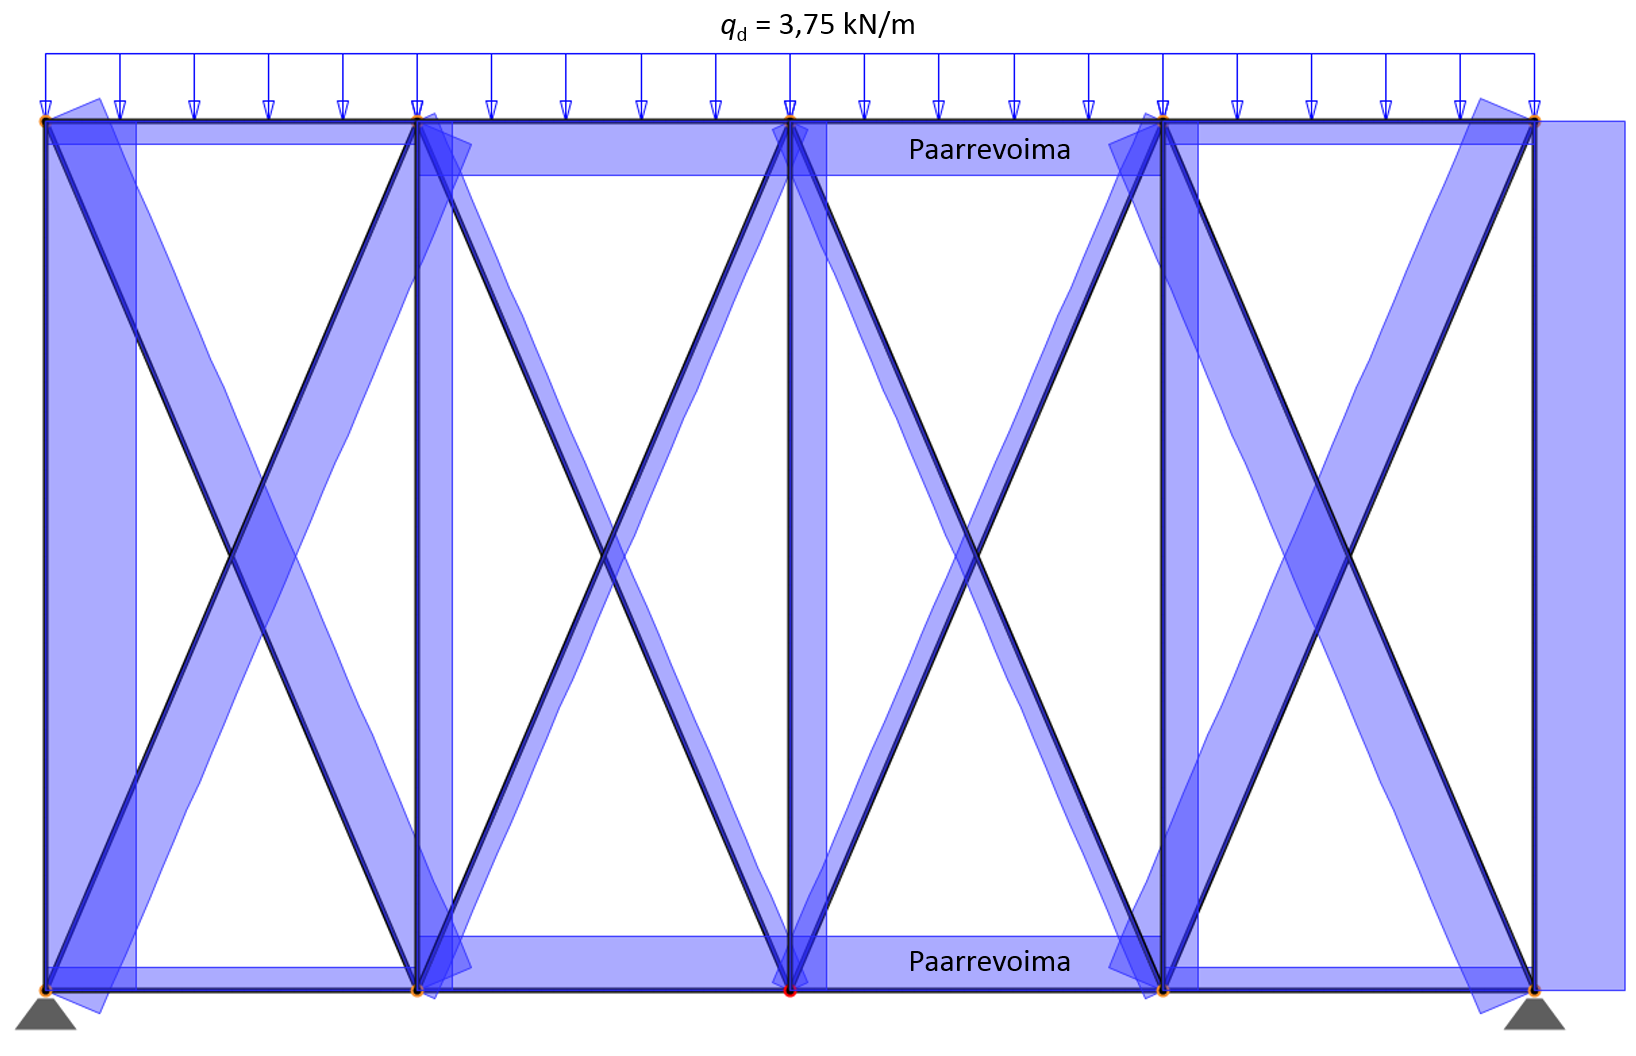 qd = 3,75 kN/m
Paarrevoima
Paarrevoima